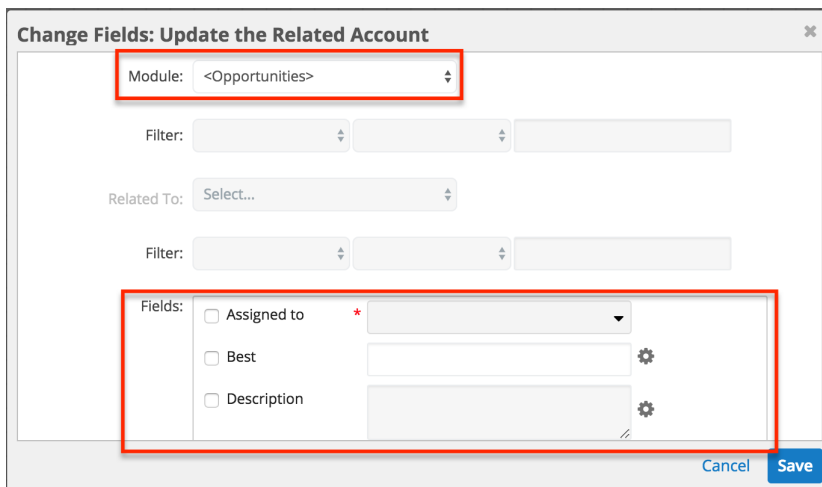 Change Fields: Update the Related Account
Module: <Opportunities>
Filter:
Related To: Select...
Filter:
Fields: Assigned to *
Best
Description
Cancel Save